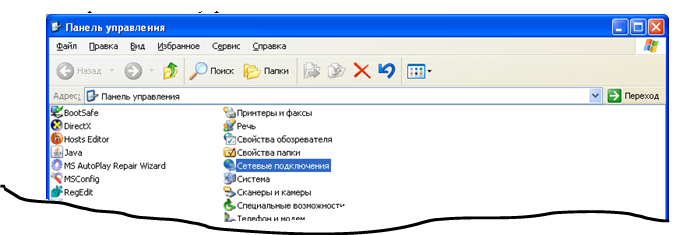 Панель управления
Файл Правка Вид Избранное Сервис Справка
Назад Поиск Папки
Адрес: Панель управления Переход
BootSafe
DirectX
Hosts Editor
Java
MS AutoPlay Repair Wizard
MSConfig
RegEdit
Принтеры и факсы
Речь
Свойства обозревателя
Свойства папки
Сетевые подключения
Система
Сканеры и камеры
Специальные возможности
Телефон и модем